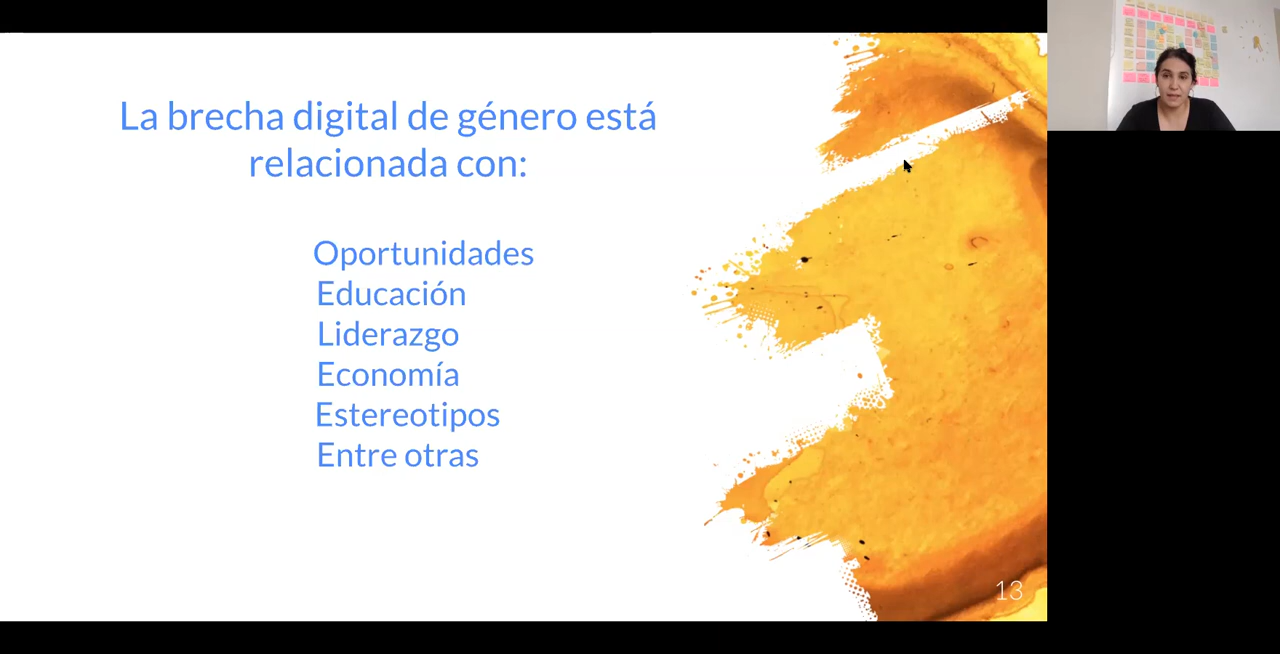 La brecha digital de género está
relacionada con:
Oportunidades
Educación
Liderazgo
Economía
Estereotipos
Entre otras
13